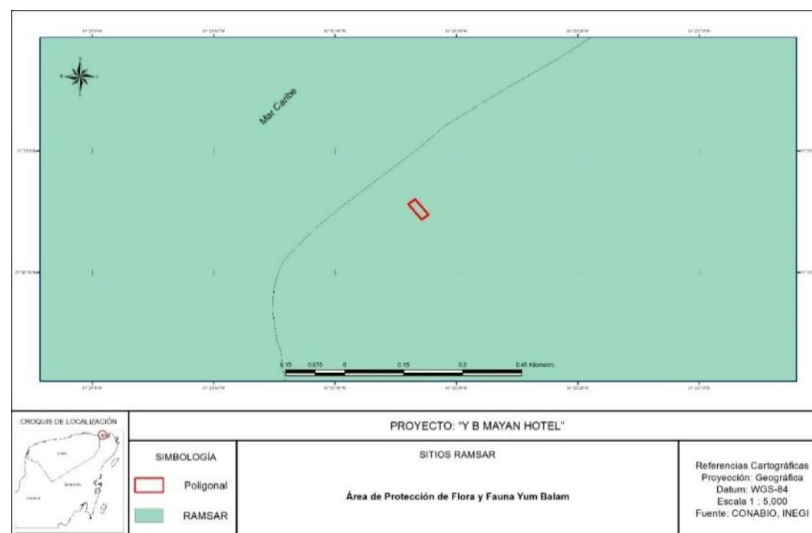 Mar Caribe
0.15 0.075 0 0.15 0.3 0.45 Kilometro
CROQUIS DE LOCALIZACIÓN
PROYECTO: "Y B MAYAN HOTEL"
SIMBOLOGÍA
Poligonal
RAMSAR
SITIOS RAMSAR
Área de Protección de Flora y Fauna Yum Balam
Referencias Cartográficas
Proyección: Geográfica
Datum: WGS-84
Escala 1 : 5,000
Fuente: CONABIO, INEGI